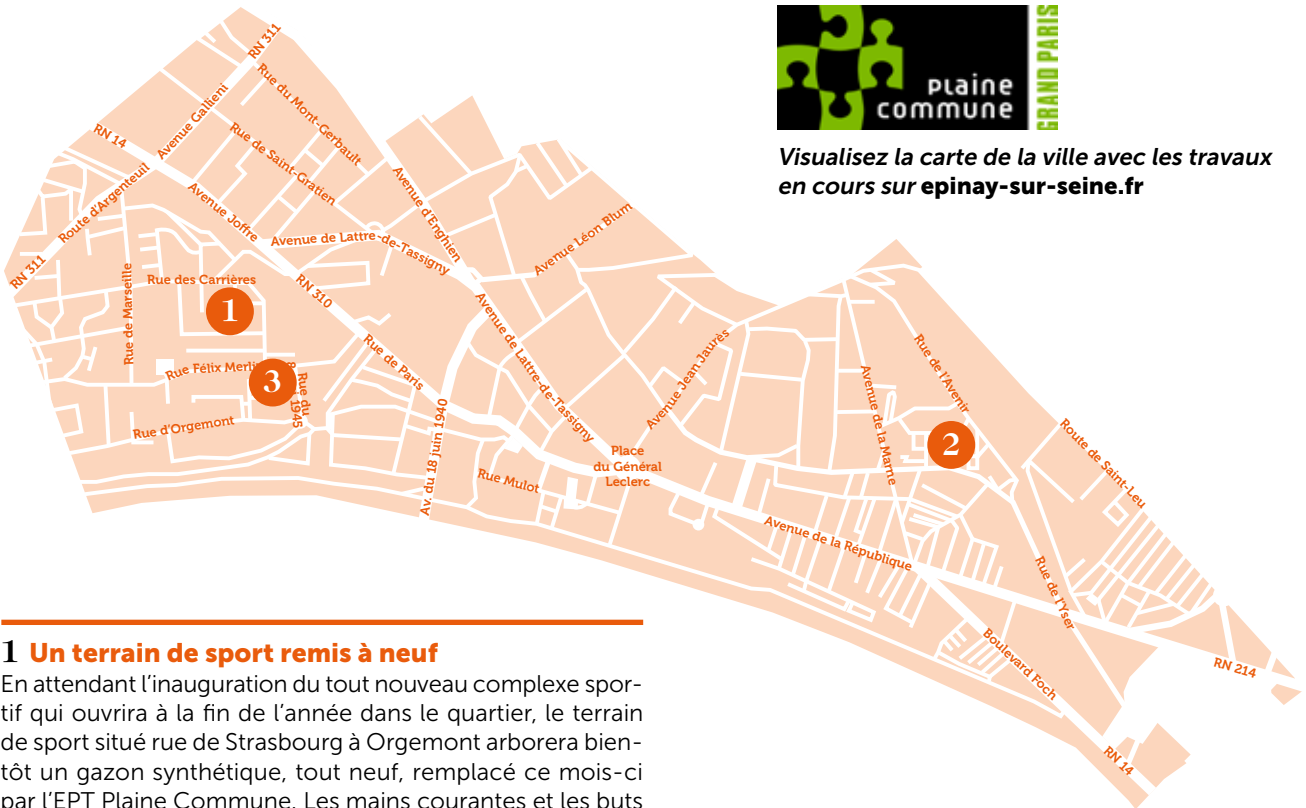 PLAINE
COMMUNE
GRAND PARIS
Visualisez la carte de la ville avec les travaux
en cours sur epinay-sur-seine.fr
RN 311
Rue du Mont-Gerbault
Avenue Gallieni
RN 14
Rue de Saint-Gratien
Route d'Argenteuil
Avenue Joffre
Avenue d'Enghien
Avenue Léon Blum
Avenue de Lattre-de-Tassigny
RN 311
Rue des Carrières
RN 310
1
Rue de Marseille
Avenue de Lattre-de-Tassigny
Rue de Paris
Avenue Jean Jaurès
Rue de l'Avenir
Rue Félix Merli
3
8
Rue du
i 1945
Avenue de la Marne
Rue d'Orgemont
Av. du 18 juin 1940
2
Route de Saint-Leu
Place
du Général
Leclerc
Rue Mulot
Avenue de la République
Rue de l'Yser
Boulevard Foch
RN 214
RN 14
1 Un terrain de sport remis à neuf
En attendant l'inauguration du tout nouveau complexe spor-
tif qui ouvrira à la fin de l'année dans le quartier, le terrain
de sport situé rue de Strasbourg à Orgemont arborera bien-
tôt un gazon synthétique, tout neuf, remplacé ce mois-ci
par l'EPT Plaine Commune. Les mains courantes et les buts